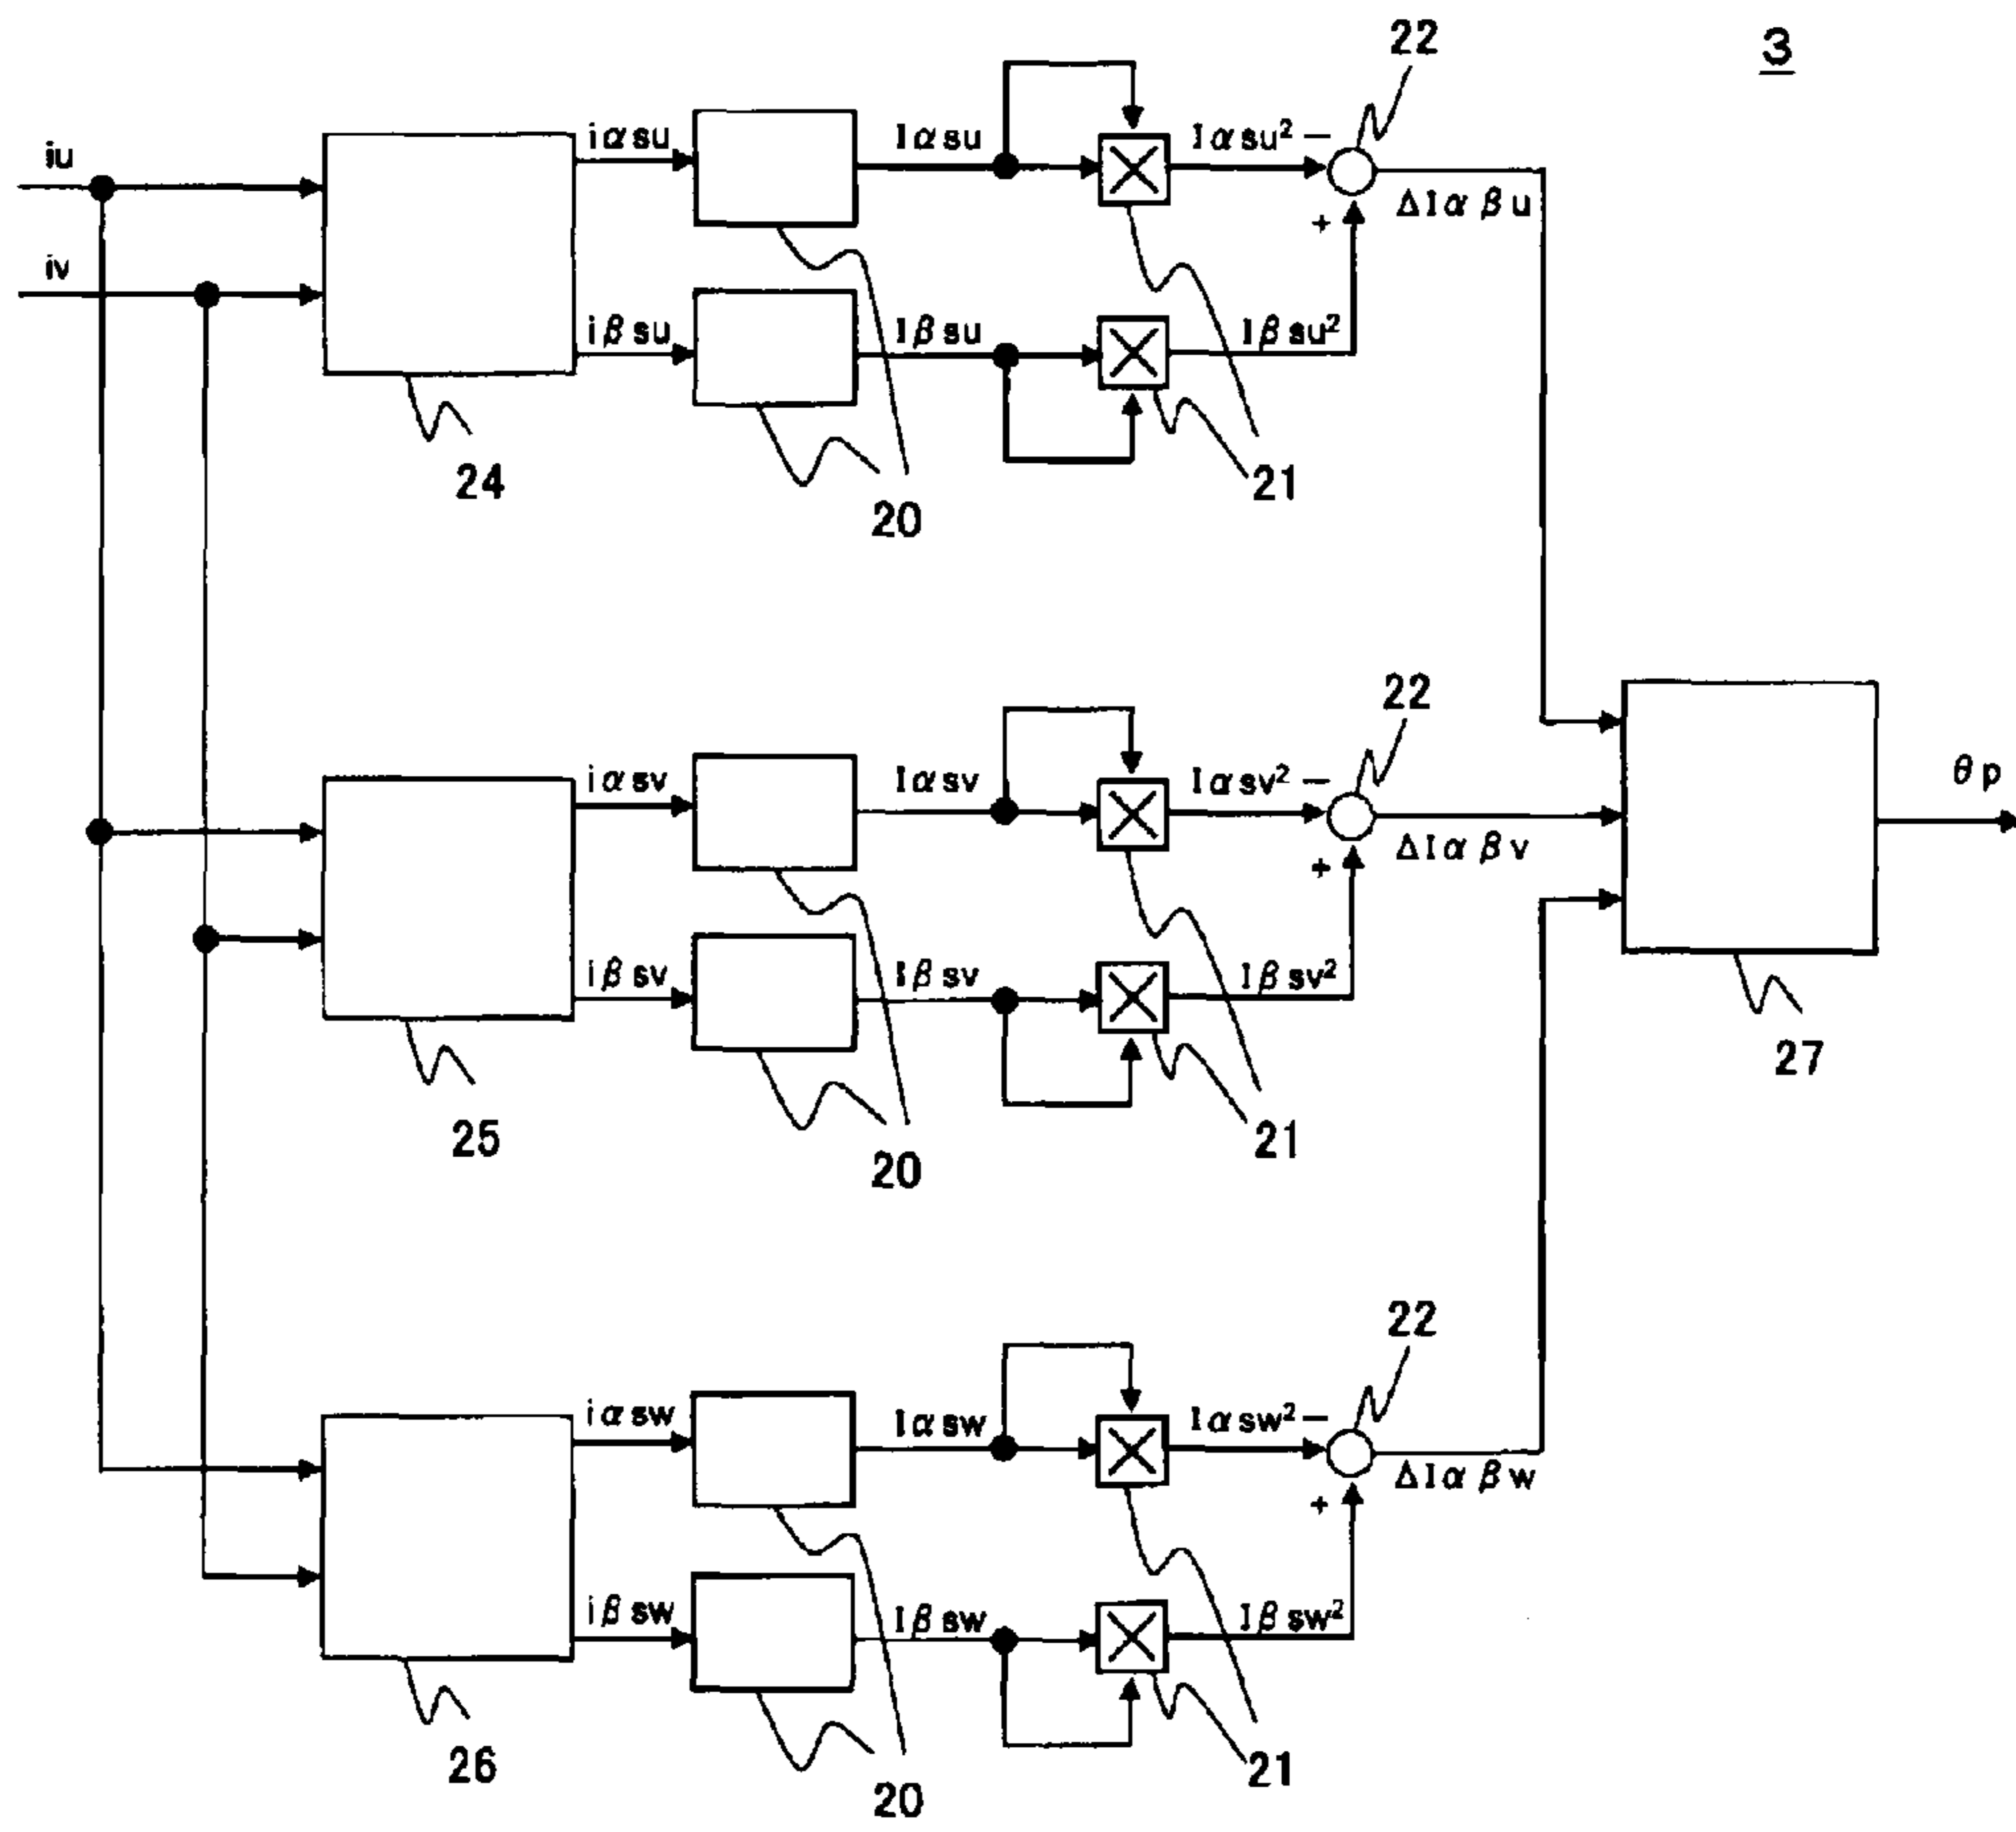 3
22
iu
iαsu
Iαsu
Iαsu² −
ΔIαβu
+
iv
iβsu
Iβsu
Iβsu²
24
20
21
22
iαsv
Iαsv
Iαsv² −
ΔIαβv
+
θp
iβsv
Iβsv
Iβsv²
27
25
20
21
22
iαsw
Iαsw
Iαsw² −
ΔIαβw
+
iβsw
Iβsw
Iβsw²
26
20
21